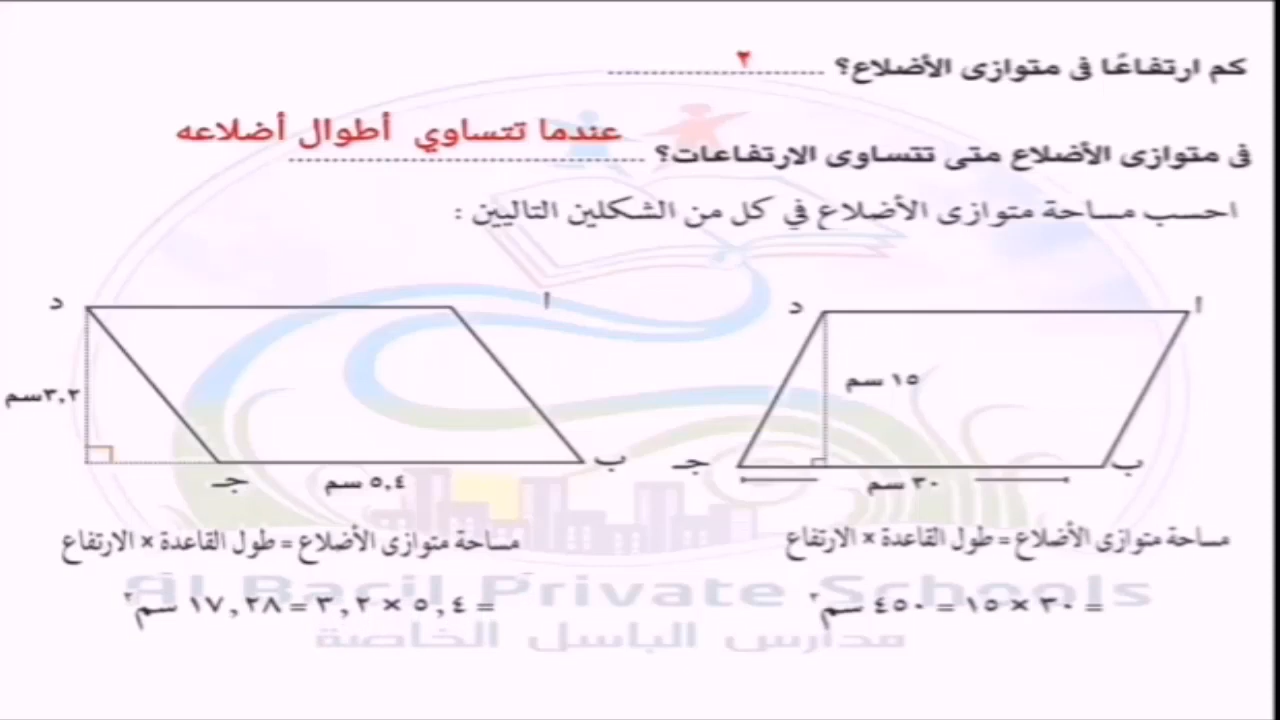 كم ارتفاعًا فى متوازى الأضلاع؟ ٢
فى متوازى الأضلاع متى تتساوى الارتفاعات؟ عندما تتساوي أطوال أضلاعه
احسب مساحة متوازى الأضلاع في كل من الشكلين التاليين :
أ
د
١٥ سم
ب
جـ
٣٠ سم
مساحة متوازى الأضلاع = طول القاعدة × الارتفاع
= ٣٠ × ١٥ = ٤٥٠ سم٢
أ
د
٣,٢سم
ب
جـ
٥,٤ سم
مساحة متوازى الأضلاع = طول القاعدة × الارتفاع
= ٥,٤ × ٣,٢ = ١٧,٢٨ سم٢
Al Bacil Private Schools
مدارس الباسل الخاصة